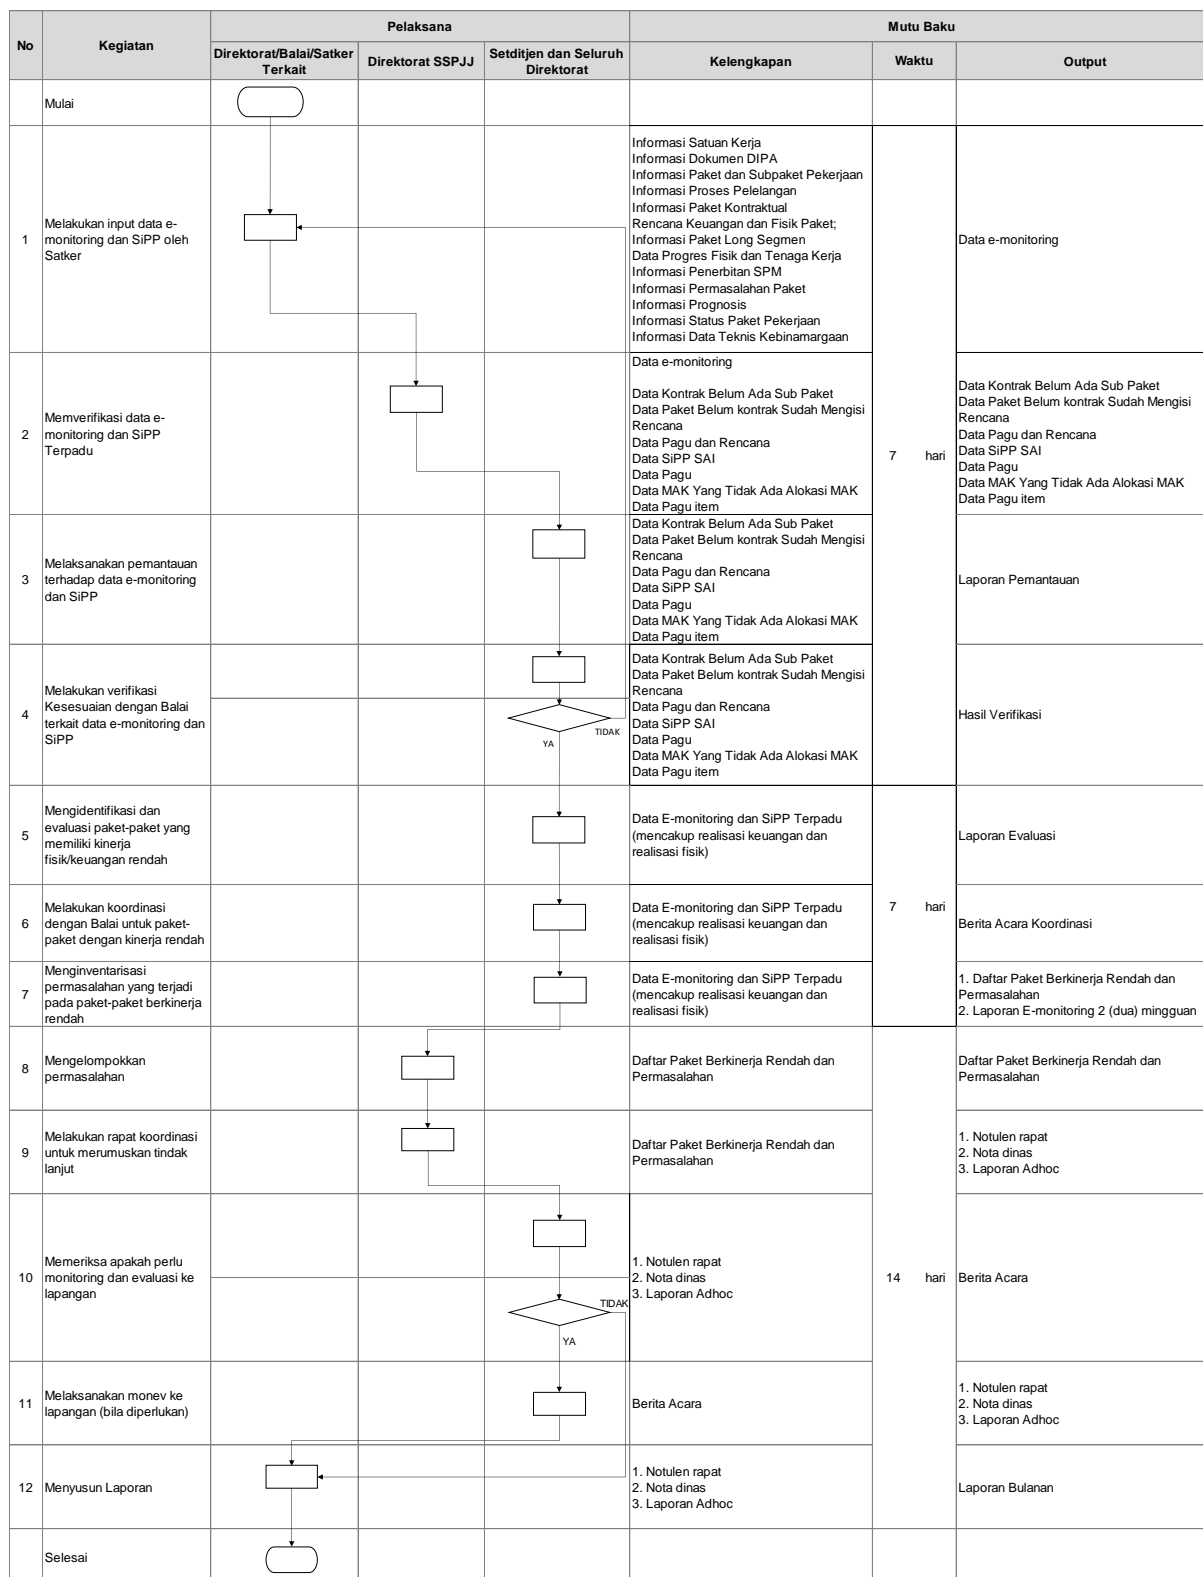 No
Kegiatan
Pelaksana
Mutu Baku
Direktorat/Balai/Satker
Terkait
Direktorat SSPJJ
Setditjen dan Seluruh
Direktorat
Kelengkapan
Waktu
Output
Mulai
1
Melakukan input data e-
monitoring dan SiPP oleh
Satker
Informasi Satuan Kerja
Informasi Dokumen DIPA
Informasi Paket dan Subpaket Pekerjaan
Informasi Proses Pelelangan
Informasi Paket Kontraktual
Rencana Keuangan dan Fisik Paket;
Informasi Paket Long Segmen
Data Progres Fisik dan Tenaga Kerja
Informasi Penerbitan SPM
Informasi Permasalahan Paket
Informasi Prognosis
Informasi Status Paket Pekerjaan
Informasi Data Teknis Kebinamargaan
Data e-monitoring
2
Memverifikasi data e-
monitoring dan SiPP
Terpadu
Data e-monitoring
Data Kontrak Belum Ada Sub Paket
Data Paket Belum kontrak Sudah Mengisi
Rencana
Data Pagu dan Rencana
Data SiPP SAI
Data Pagu
Data MAK Yang Tidak Ada Alokasi MAK
Data Pagu item
7 hari
Data Kontrak Belum Ada Sub Paket
Data Paket Belum kontrak Sudah Mengisi
Rencana
Data Pagu dan Rencana
Data SiPP SAI
Data Pagu
Data MAK Yang Tidak Ada Alokasi MAK
Data Pagu item
3
Melaksanakan pemantauan
terhadap data e-monitoring
dan SiPP
Data Kontrak Belum Ada Sub Paket
Data Paket Belum kontrak Sudah Mengisi
Rencana
Data Pagu dan Rencana
Data SiPP SAI
Data Pagu
Data MAK Yang Tidak Ada Alokasi MAK
Data Pagu item
Laporan Pemantauan
4
Melakukan verifikasi
Kesesuaian dengan Balai
terkait data e-monitoring dan
SiPP
TIDAK
YA
Data Kontrak Belum Ada Sub Paket
Data Paket Belum kontrak Sudah Mengisi
Rencana
Data Pagu dan Rencana
Data SiPP SAI
Data Pagu
Data MAK Yang Tidak Ada Alokasi MAK
Data Pagu item
Hasil Verifikasi
5
Mengidentifikasi dan
evaluasi paket-paket yang
memiliki kinerja
fisik/keuangan rendah
Data E-monitoring dan SiPP Terpadu
(mencakup realisasi keuangan dan
realisasi fisik)
Laporan Evaluasi
6
Melakukan koordinasi
dengan Balai untuk paket-
paket dengan kinerja rendah
Data E-monitoring dan SiPP Terpadu
(mencakup realisasi keuangan dan
realisasi fisik)
7 hari
Berita Acara Koordinasi
7
Menginventarisasi
permasalahan yang terjadi
pada paket-paket berkinerja
rendah
Data E-monitoring dan SiPP Terpadu
(mencakup realisasi keuangan dan
realisasi fisik)
1. Daftar Paket Berkinerja Rendah dan
Permasalahan
2. Laporan E-monitoring 2 (dua) mingguan
8
Mengelompokkan
permasalahan
Daftar Paket Berkinerja Rendah dan
Permasalahan
Daftar Paket Berkinerja Rendah dan
Permasalahan
9
Melakukan rapat koordinasi
untuk merumuskan tindak
lanjut
Daftar Paket Berkinerja Rendah dan
Permasalahan
1. Notulen rapat
2. Nota dinas
3. Laporan Adhoc
10
Memeriksa apakah perlu
monitoring dan evaluasi ke
lapangan
TIDAK
YA
1. Notulen rapat
2. Nota dinas
3. Laporan Adhoc
14 hari
Berita Acara
11
Melaksanakan monev ke
lapangan (bila diperlukan)
Berita Acara
1. Notulen rapat
2. Nota dinas
3. Laporan Adhoc
12
Menyusun Laporan
1. Notulen rapat
2. Nota dinas
3. Laporan Adhoc
Laporan Bulanan
Selesai